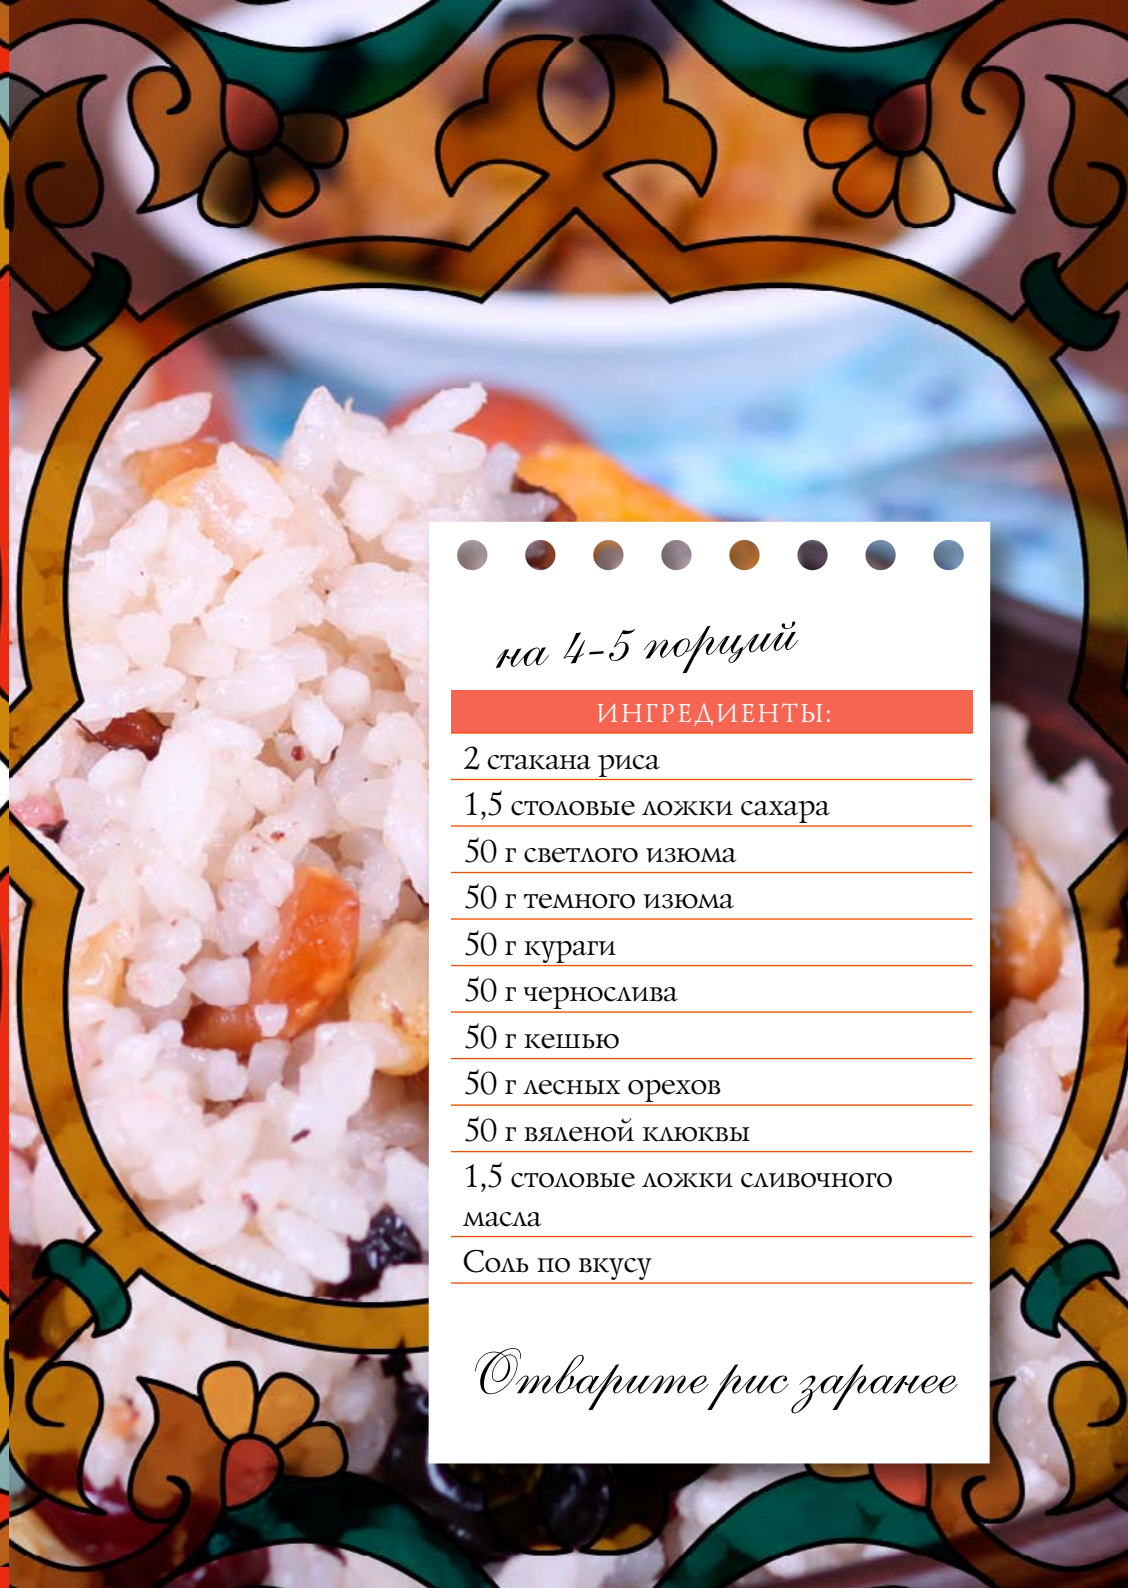 на 4-5 порций
ИНГРЕДИЕНТЫ:
2 стакана риса
1,5 столовые ложки сахара
50 г светлого изюма
50 г темного изюма
50 г кураги
50 г чернослива
50 г кешью
50 г лесных орехов
50 г вяленой клюквы
1,5 столовые ложки сливочного
масла
Соль по вкусу
Отварите рис заранее